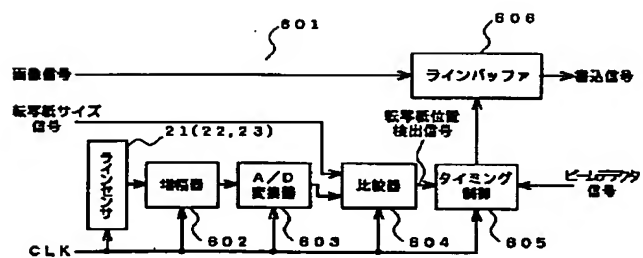 601
606
画像信号
ラインバッファ
書込信号
転写紙サイズ
信号
転写紙位置
検出信号
21(22,23)
ラインセンサ
増幅器
A/D
変換器
比較器
タイミング
制御
ビームデテクタ
信号
602
603
604
605
CLK